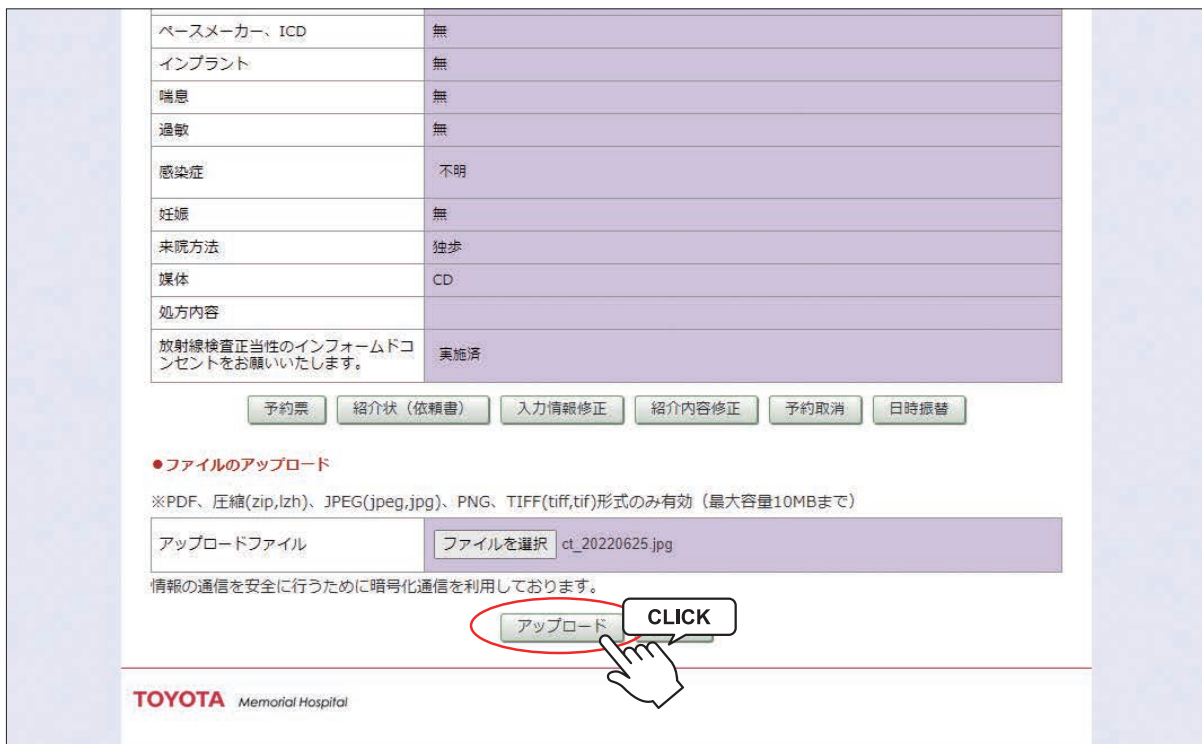 ペースメーカー、ICD 無
インプラント 無
喘息 無
過敏 無
感染症 不明
妊娠 無
来院方法 独歩
媒体 CD
処方内容
放射線検査正当性のインフォームドコ
ンセントをお願いいたします。 実施済
予約票 紹介状（依頼書） 入力情報修正 紹介内容修正 予約取消 日時振替
●ファイルのアップロード
※PDF、圧縮(zip,lzh)、JPEG(jpeg,jpg)、PNG、TIFF(tiff,tif)形式のみ有効（最大容量10MBまで）
アップロードファイル ファイルを選択 ct_20220625.jpg
情報の通信を安全に行うために暗号化通信を利用しております。
アップロード CLICK
TOYOTA Memorial Hospital